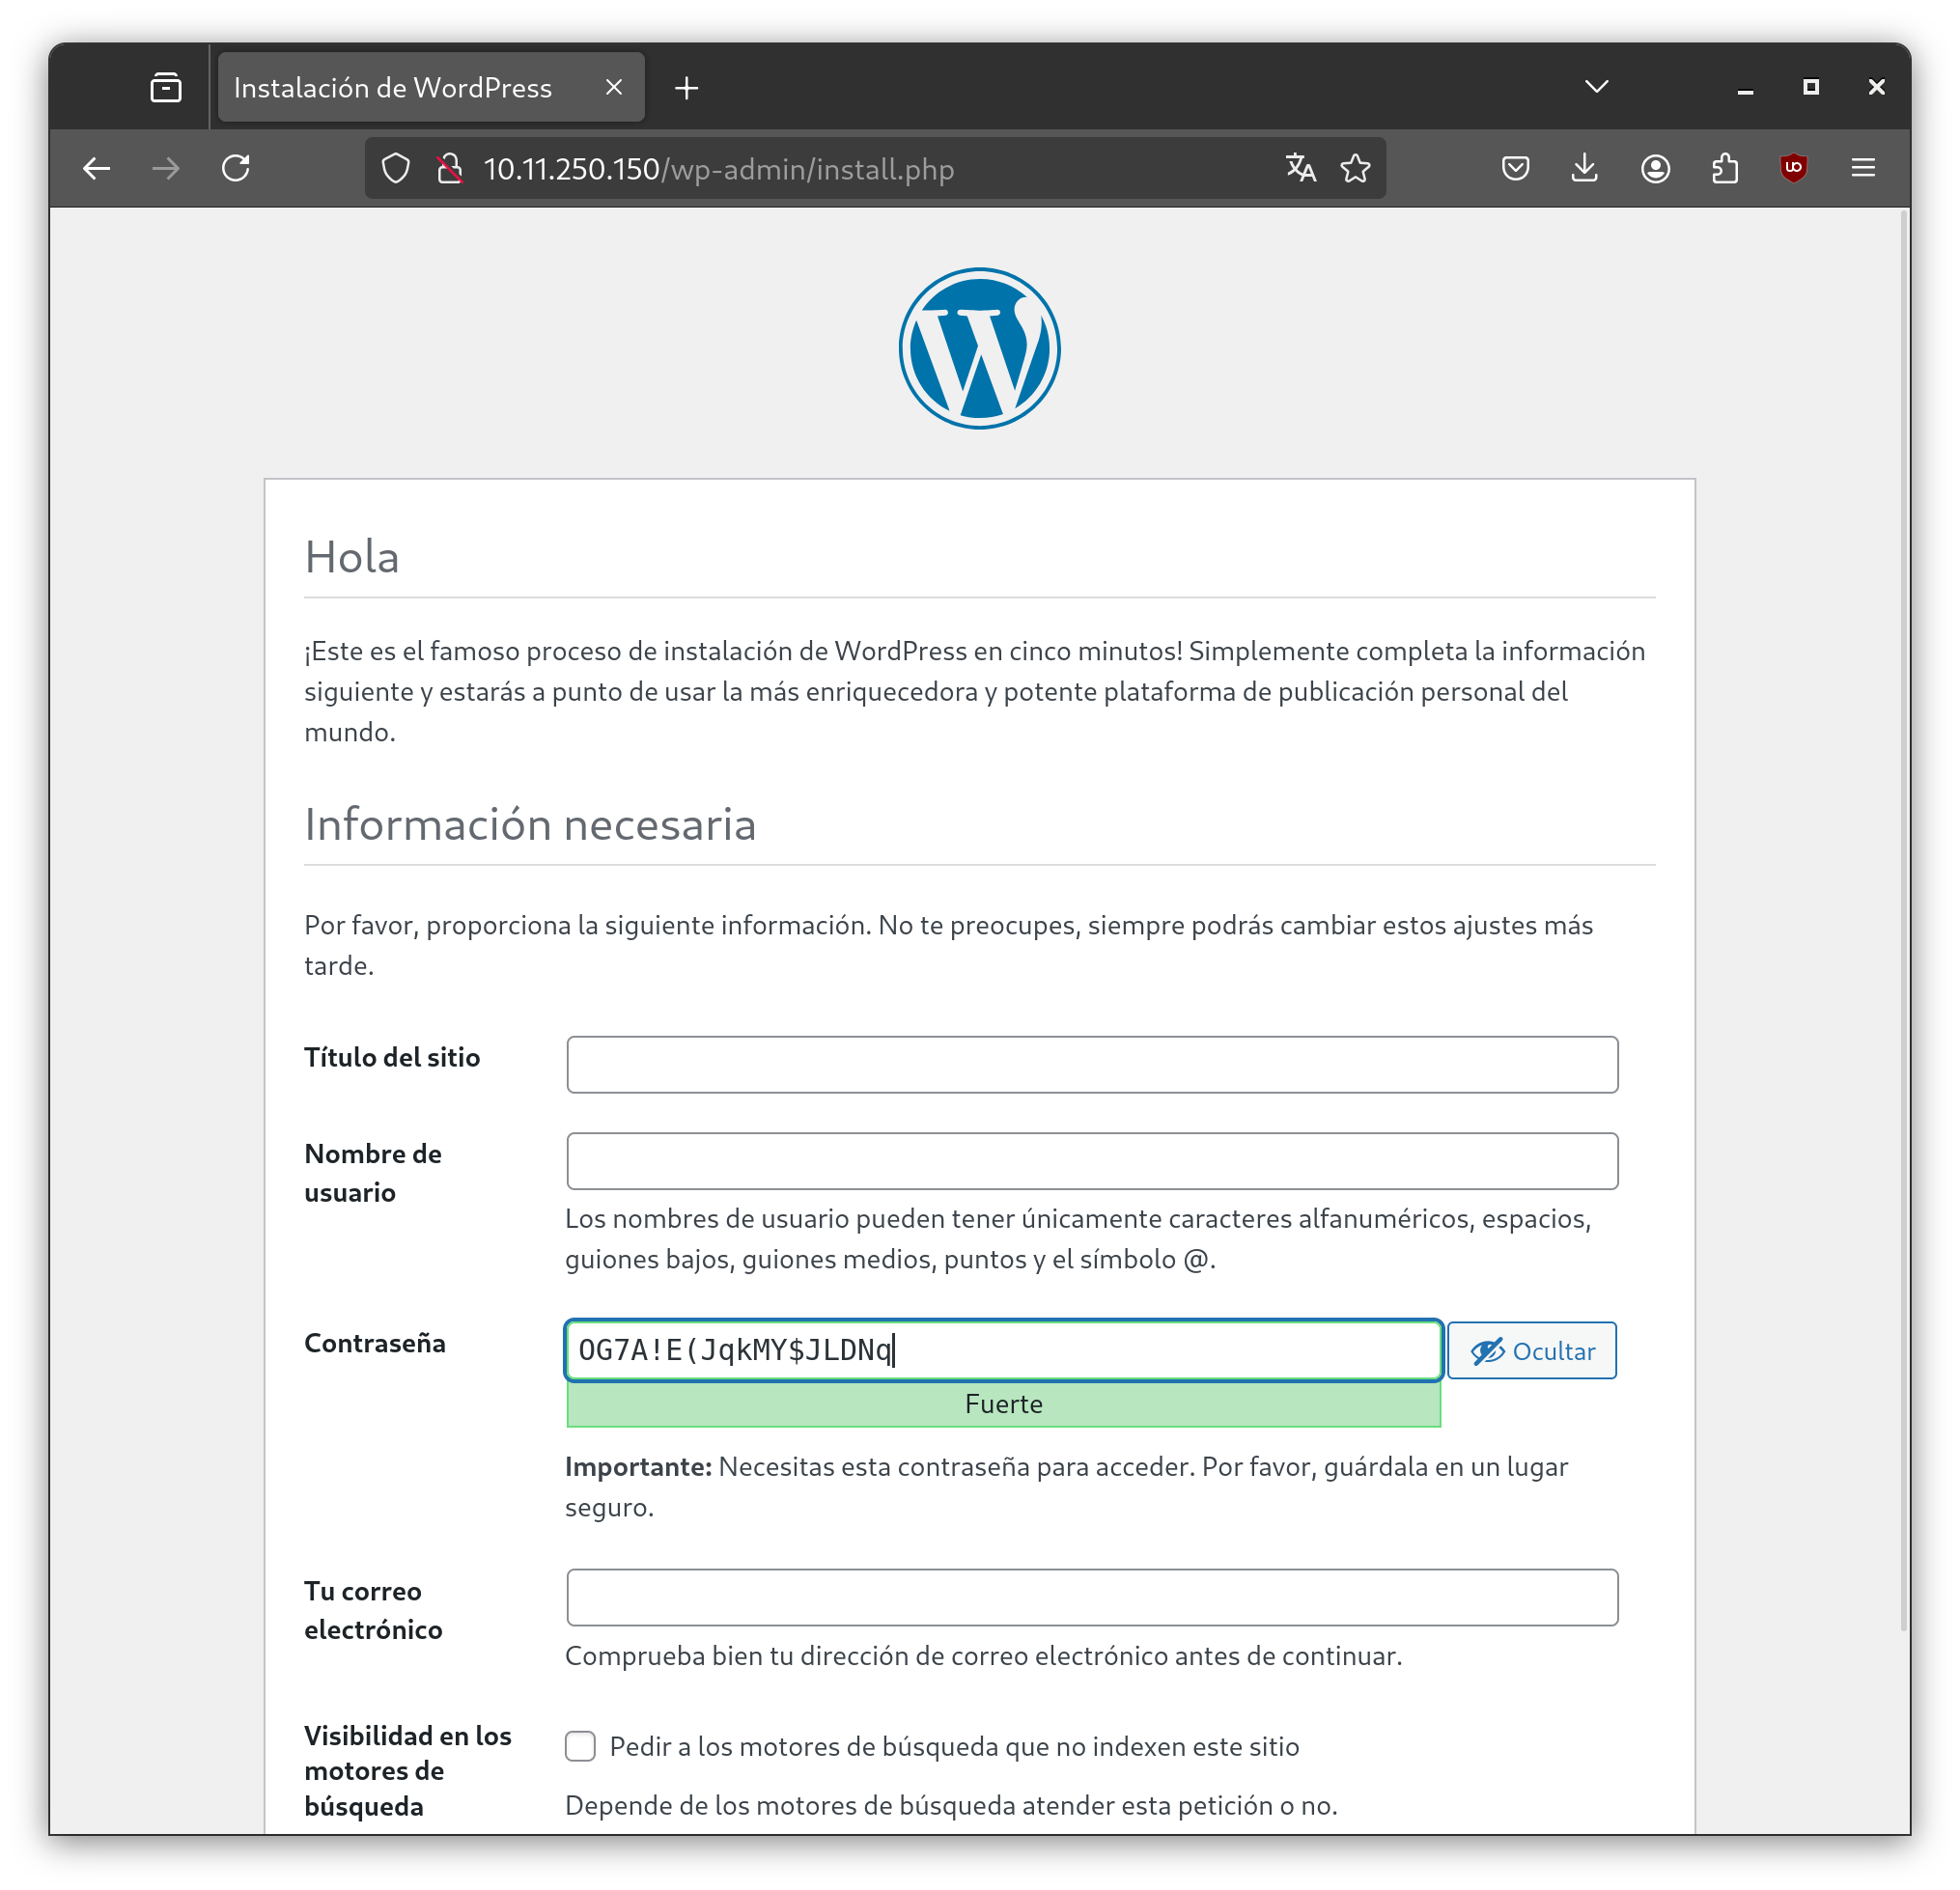 Instalación de WordPress
10.11.250.150/wp-admin/install.php
Hola
¡Este es el famoso proceso de instalación de WordPress en cinco minutos! Simplemente completa la información
siguiente y estarás a punto de usar la más enriquecedora y potente plataforma de publicación personal del
mundo.
Información necesaria
Por favor, proporciona la siguiente información. No te preocupes, siempre podrás cambiar estos ajustes más
tarde.
Título del sitio
Nombre de
usuario
Los nombres de usuario pueden tener únicamente caracteres alfanuméricos, espacios,
guiones bajos, guiones medios, puntos y el símbolo @.
Contraseña
OG7A!E(JqkMY$JLDNq
Ocultar
Fuerte
Importante: Necesitas esta contraseña para acceder. Por favor, guárdala en un lugar
seguro.
Tu correo
electrónico
Comprueba bien tu dirección de correo electrónico antes de continuar.
Visibilidad en los
motores de
búsqueda
Pedir a los motores de búsqueda que no indexen este sitio
Depende de los motores de búsqueda atender esta petición o no.